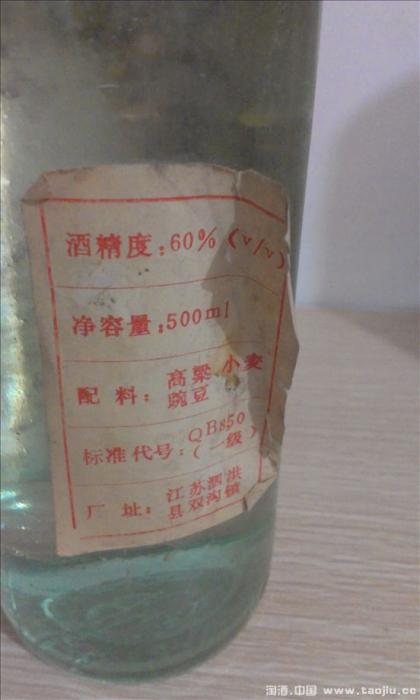 酒精度:60%(v/v)
净容量:500ml
配 料: 高粱 小麦
豌豆
标准代号: QB850
(一级)
厂 址: 江苏泗洪
县双沟镇
淘酒.中国 www.taojiu.cc